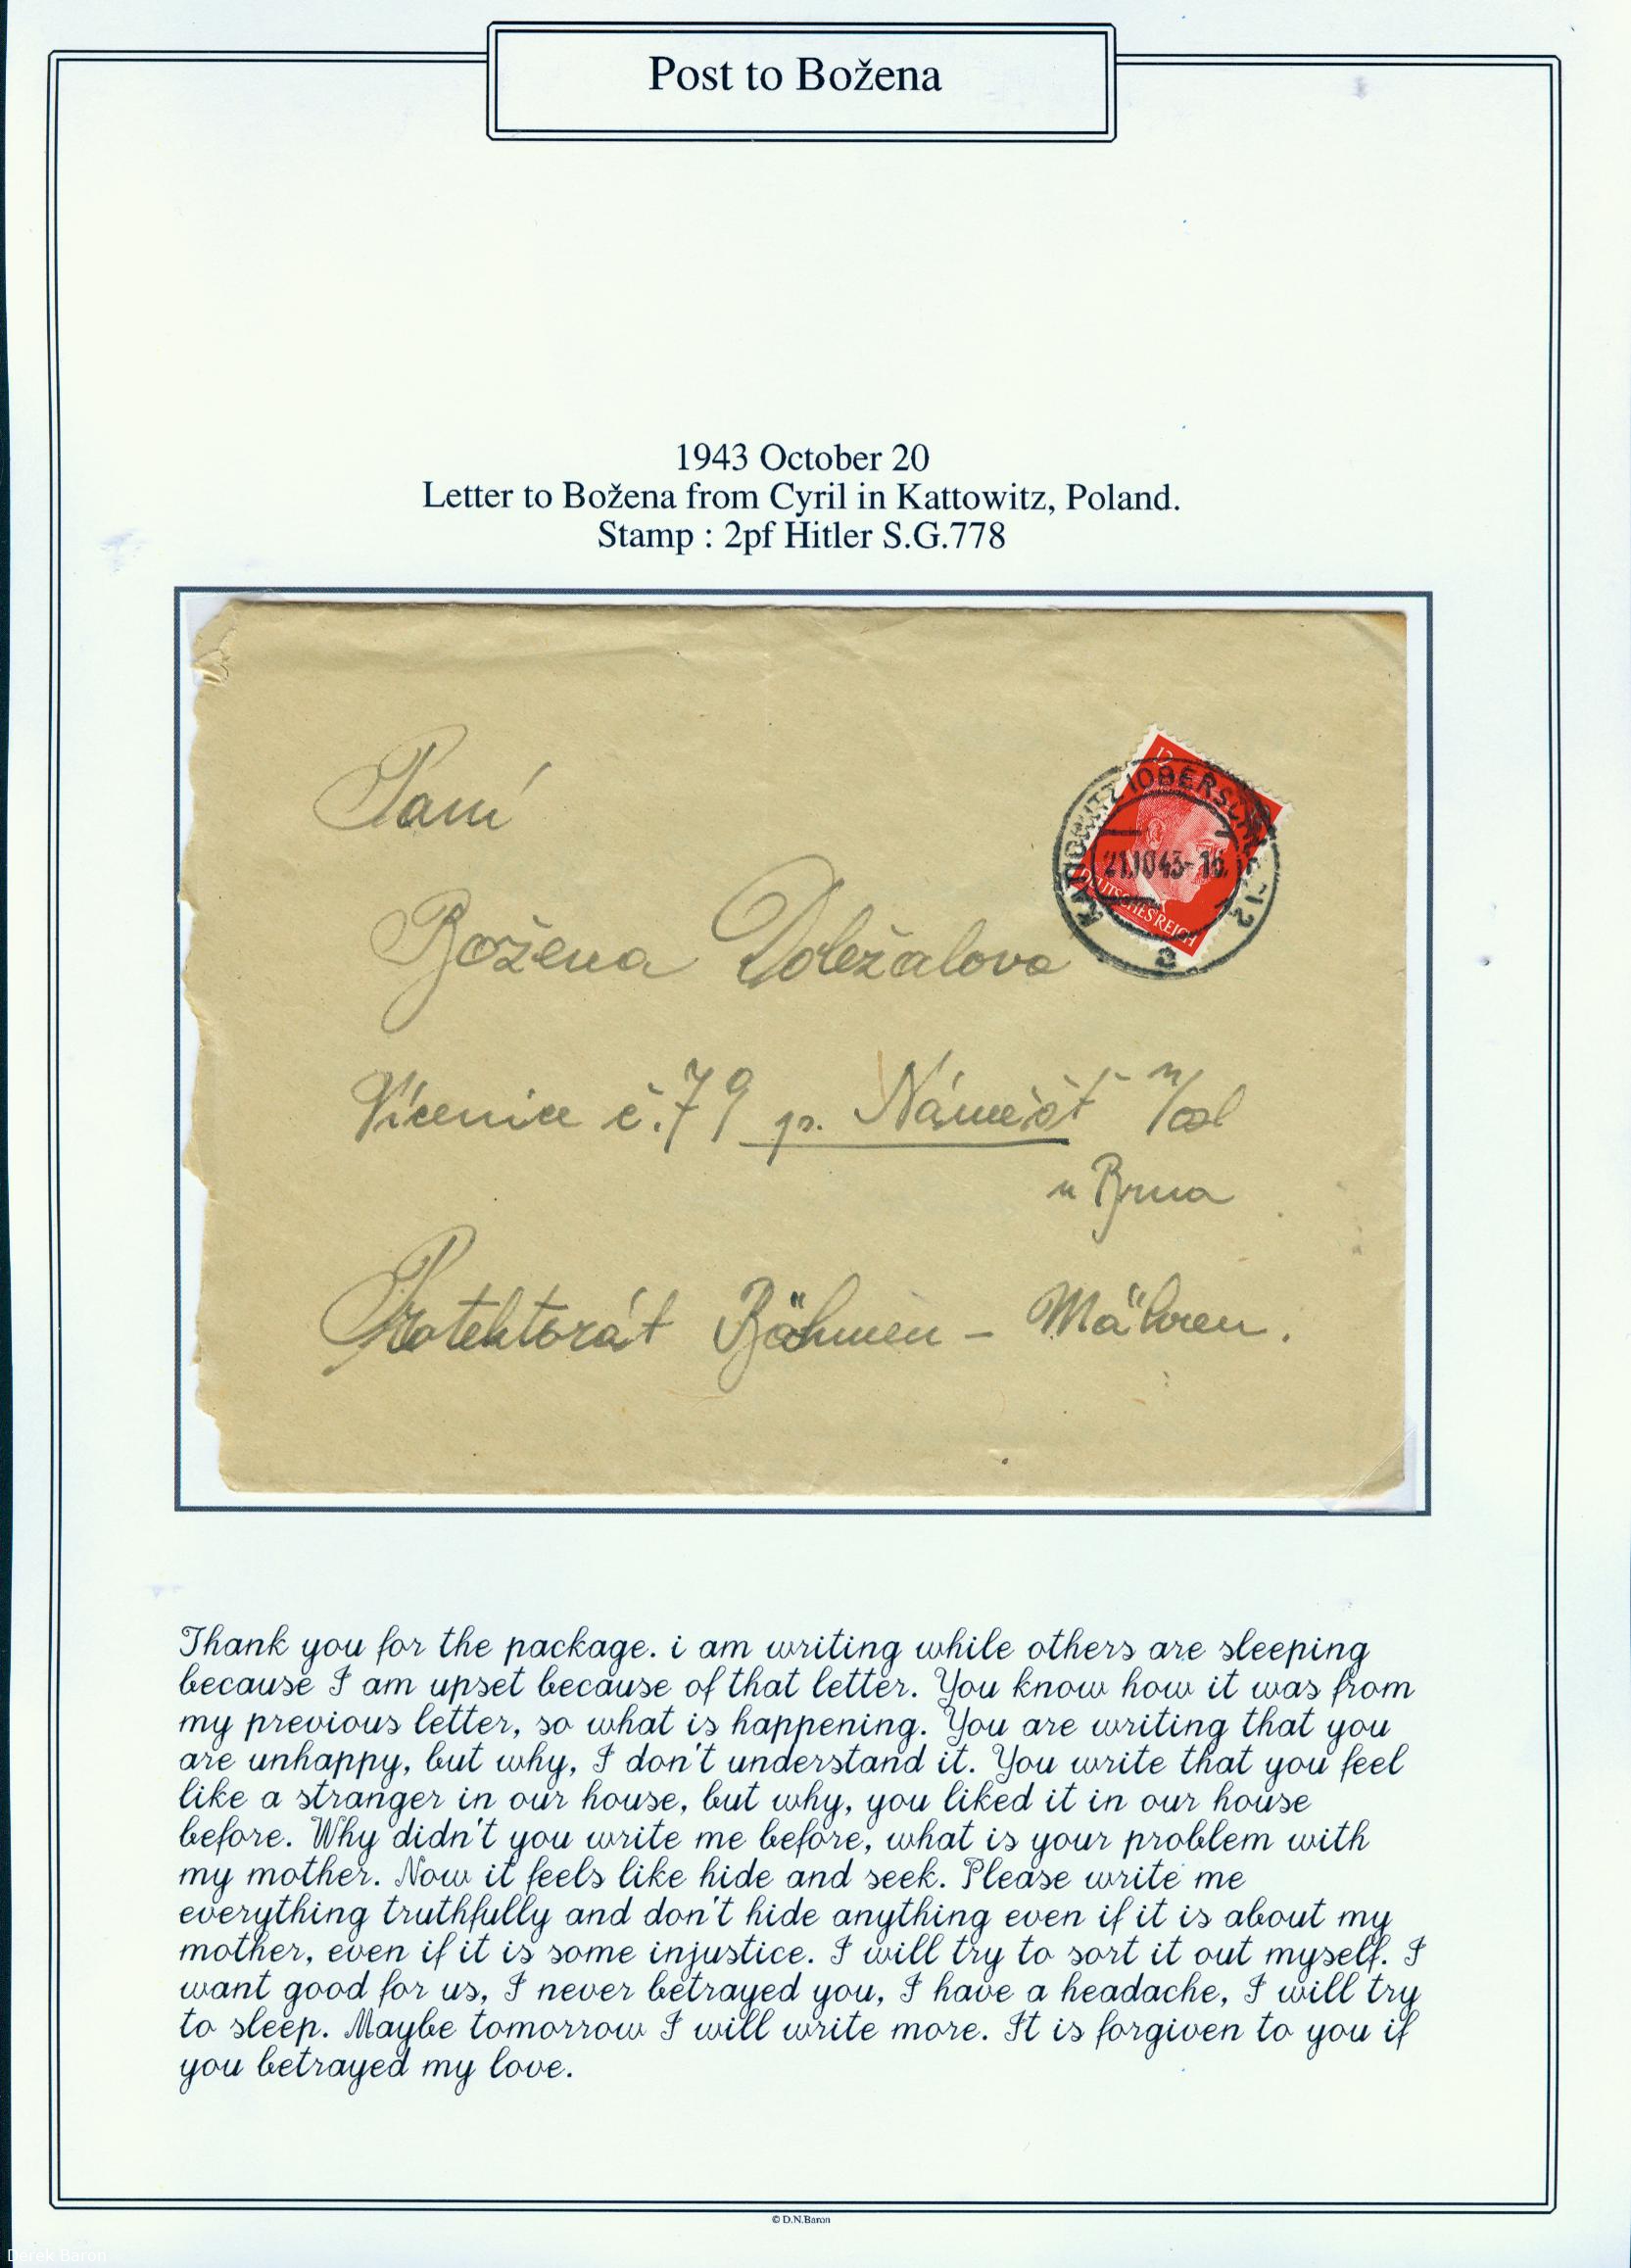 Post to Božena
1943 October 20
Letter to Božena from Cyril in Kattowitz, Poland.
Stamp : 2pf Hitler S.G.778
12
DEUTSCHES REICH
KATTOWITZ (OBERSCHLES) 12
21.10.43-16
a
Paní
Božena Doležalova
Vícenice č.79 p. Náměšť n/Osl
u Brna
Protektorát Böhmen – Mähren.
Thank you for the package. i am writing while others are sleeping
because I am upset because of that letter. You know how it was from
my previous letter, so what is happening. You are writing that you
are unhappy, but why, I don't understand it. You write that you feel
like a stranger in our house, but why, you liked it in our house
before. Why didn't you write me before, what is your problem with
my mother. Now it feels like hide and seek. Please write me
everything truthfully and don't hide anything even if it is about my
mother, even if it is some injustice. I will try to sort it out myself. I
want good for us, I never betrayed you, I have a headache, I will try
to sleep. Maybe tomorrow I will write more. It is forgiven to you if
you betrayed my love.
© D.N.Baron
Derek Baron